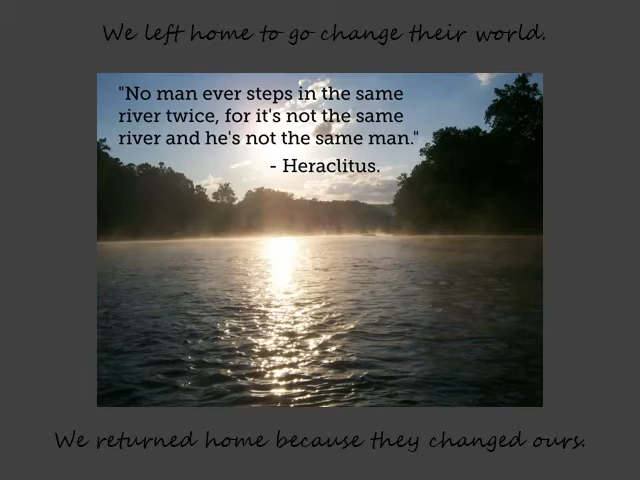 We left home to go change their world.
"No man ever steps in the same
river twice, for it's not the same
river and he's not the same man."
- Heraclitus.
We returned home because they changed ours.